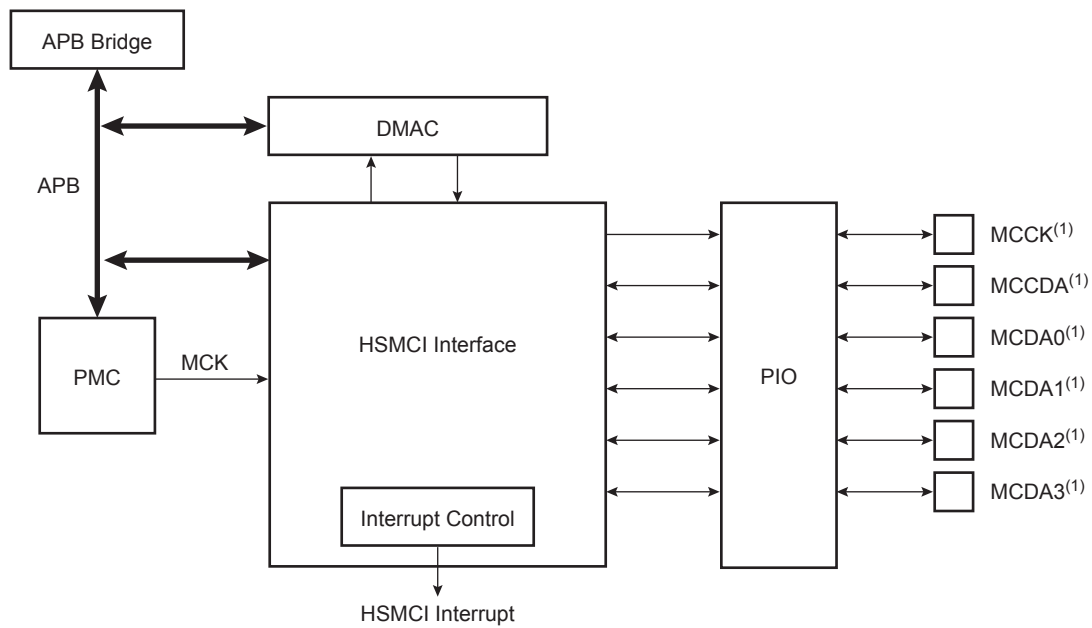 APB Bridge
DMAC
APB
MCCK(1)
MCCDA(1)
MCDA0(1)
HSMCI Interface
MCK
PMC
PIO
MCDA1(1)
MCDA2(1)
MCDA3(1)
Interrupt Control
HSMCI Interrupt